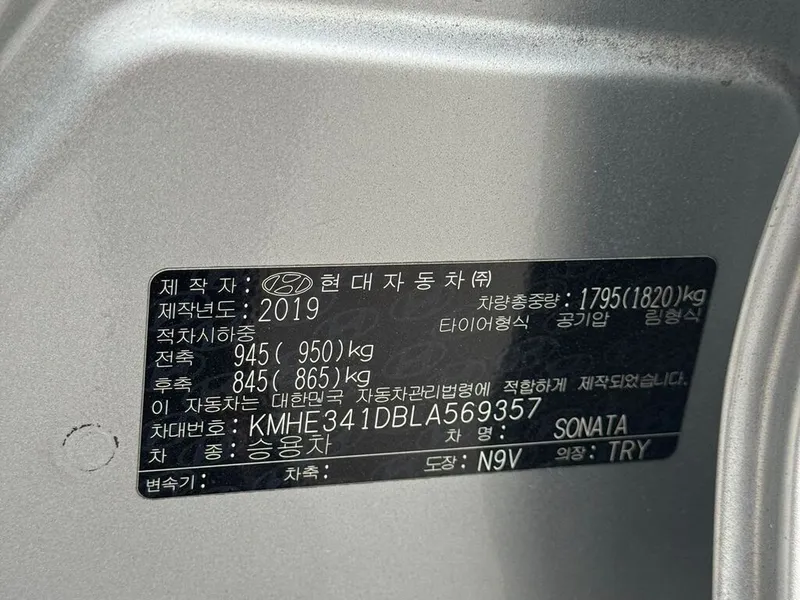 제 작 자 : 현대자동차㈜
제작년도 : 2019 차량총중량 : 1795(1820)kg
적차시하중 타이어형식 공기압 림형식
전축 945( 950)kg
후축 845( 865)kg
이 자동차는 대한민국 자동차관리법령에 적합하게 제작되었습니다.
차대번호 : KMHE341DBLA569357
차 종 : 승용차 차 명 : SONATA
변속기 : 차축 : 도장 : N9V 의장 : TRY